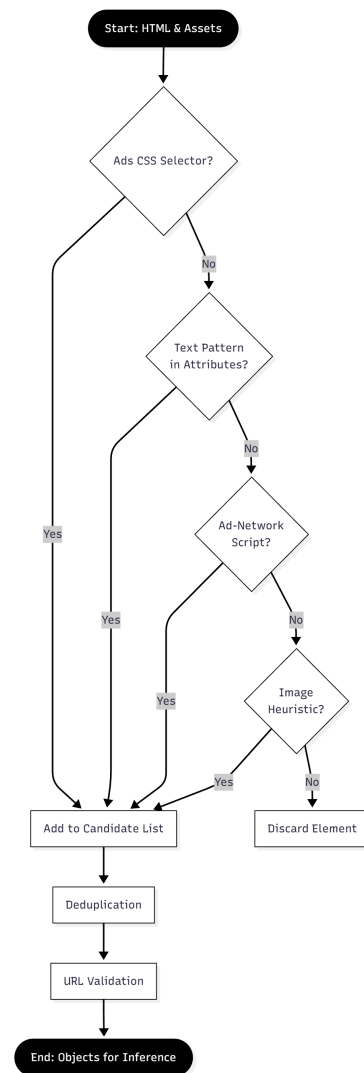 Start: HTML & Assets
Ads CSS Selector?
No
Text Pattern
in Attributes?
No
Ad-Network
Script?
Yes
No
Yes
Image
Heuristic?
Yes
Yes
No
Add to Candidate List
Discard Element
Deduplication
URL Validation
End: Objects for Inference